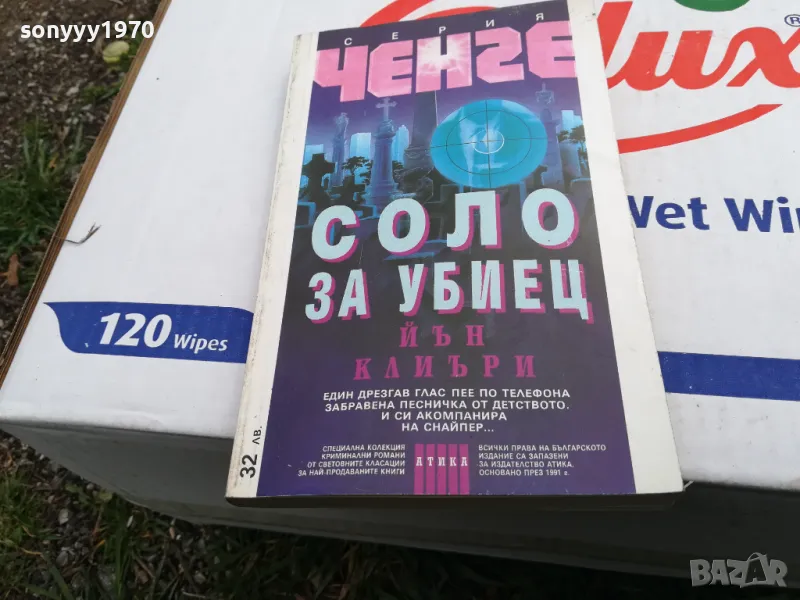 sonyyy1970
СЕРИЯ
ЧЕНГЕ
СОЛО
ЗА УБИЕЦ
ЙЪН
КЛИЪРИ
ЕДИН ДРЕЗГАВ ГЛАС ПЕЕ ПО ТЕЛЕФОНА
ЗАБРАВЕНА ПЕСНИЧКА ОТ ДЕТСТВОТО.
И СИ АКОМПАНИРА
НА СНАЙПЕР...
СПЕЦИАЛНА КОЛЕКЦИЯ
КРИМИНАЛНИ РОМАНИ
ОТ СВЕТОВНИТЕ КЛАСАЦИИ
ЗА НАЙ-ПРОДАВАНИТЕ КНИГИ
АТИКА
ВСИЧКИ ПРАВА НА БЪЛГАРСКОТО
ИЗДАНИЕ СА ЗАПАЗЕНИ
ЗА ИЗДАТЕЛСТВО АТИКА.
ОСНОВАНО ПРЕЗ 1991 г.
32 ЛВ.
120 Wipes
lux®
Wet Wi
BAZAR